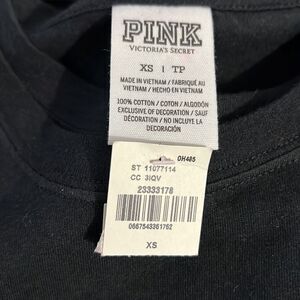 PINK
VICTORIA'S SECRET
XS | TP
MADE IN VIETNAM / FABRIQUÉ AU
VIETNAM / HECHO EN VIETNAM
100% COTTON / COTON / ALGODÓN
EXCLUSIVE OF DECORATION / SAUF
DÉCORATION / NO INCLUYE LA
DECORACIÓN
0H485
ST 11077114
CC 3IQV
23333178
0667543361762
XS